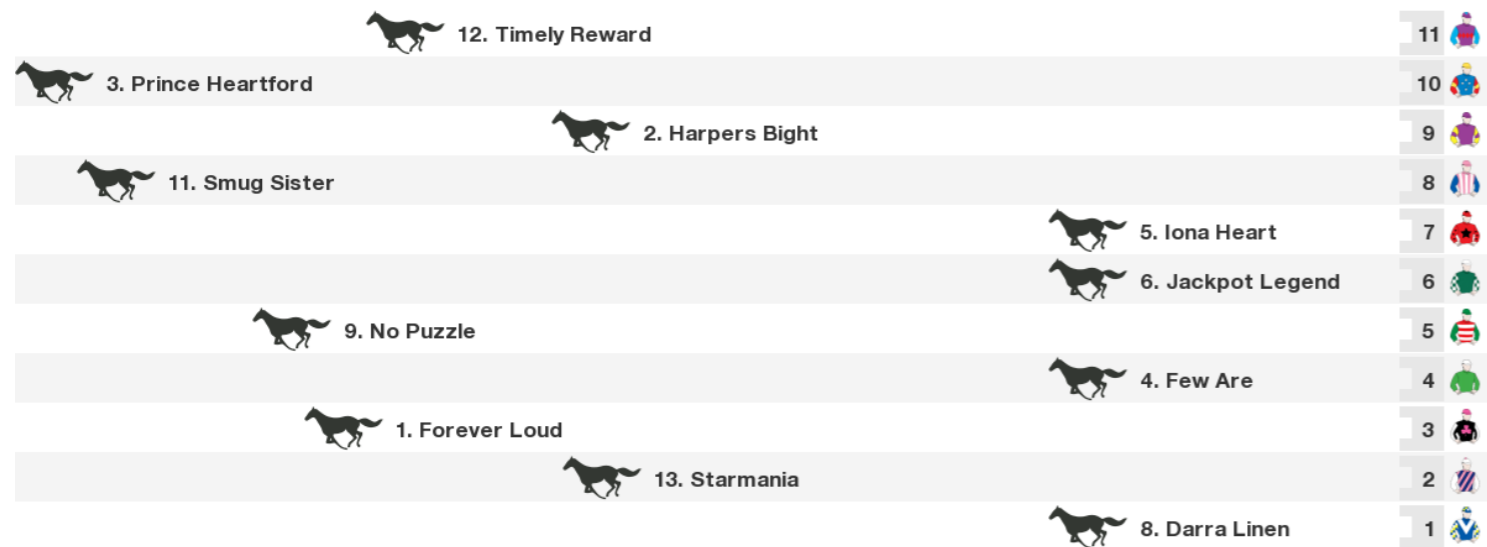 12. Timely Reward 11
3. Prince Heartford 10
2. Harpers Bight 9
11. Smug Sister 8
5. Iona Heart 7
6. Jackpot Legend 6
9. No Puzzle 5
4. Few Are 4
1. Forever Loud 3
13. Starmania 2
8. Darra Linen 1